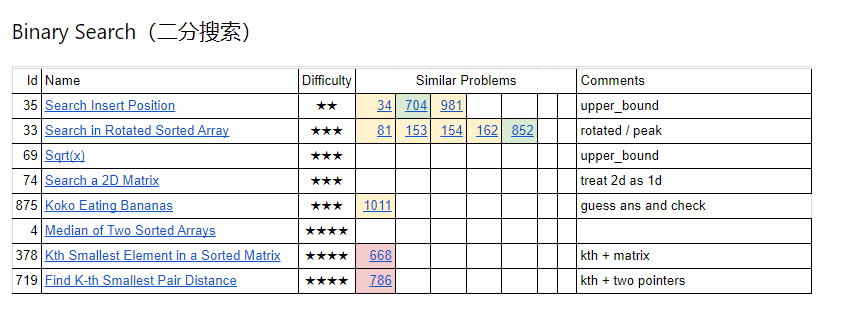 Binary Search（二分搜索）
Id Name Difficulty Similar Problems Comments
35 Search Insert Position ★★ 34 704 981 upper_bound
33 Search in Rotated Sorted Array ★★★ 81 153 154 162 852 rotated / peak
69 Sqrt(x) ★★★ upper_bound
74 Search a 2D Matrix ★★★ treat 2d as 1d
875 Koko Eating Bananas ★★★ 1011 guess ans and check
4 Median of Two Sorted Arrays ★★★★
378 Kth Smallest Element in a Sorted Matrix ★★★★ 668 kth + matrix
719 Find K-th Smallest Pair Distance ★★★★ 786 kth + two pointers